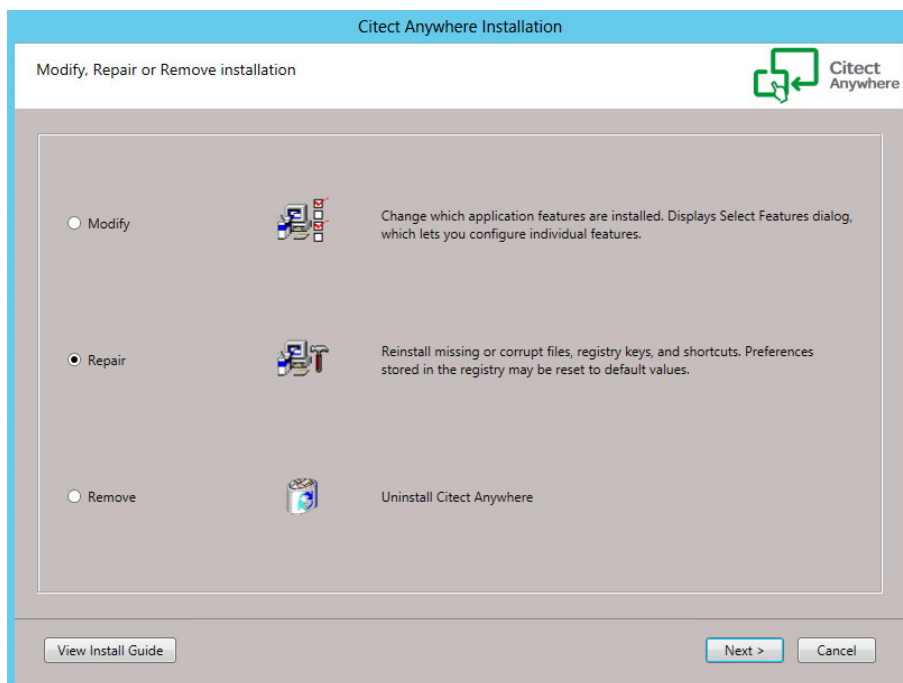 Citect Anywhere Installation
Modify, Repair or Remove installation
Citect
Anywhere
Modify
Change which application features are installed. Displays Select Features dialog,
which lets you configure individual features.
Repair
Reinstall missing or corrupt files, registry keys, and shortcuts. Preferences
stored in the registry may be reset to default values.
Remove
Uninstall Citect Anywhere
View Install Guide
Next >
Cancel